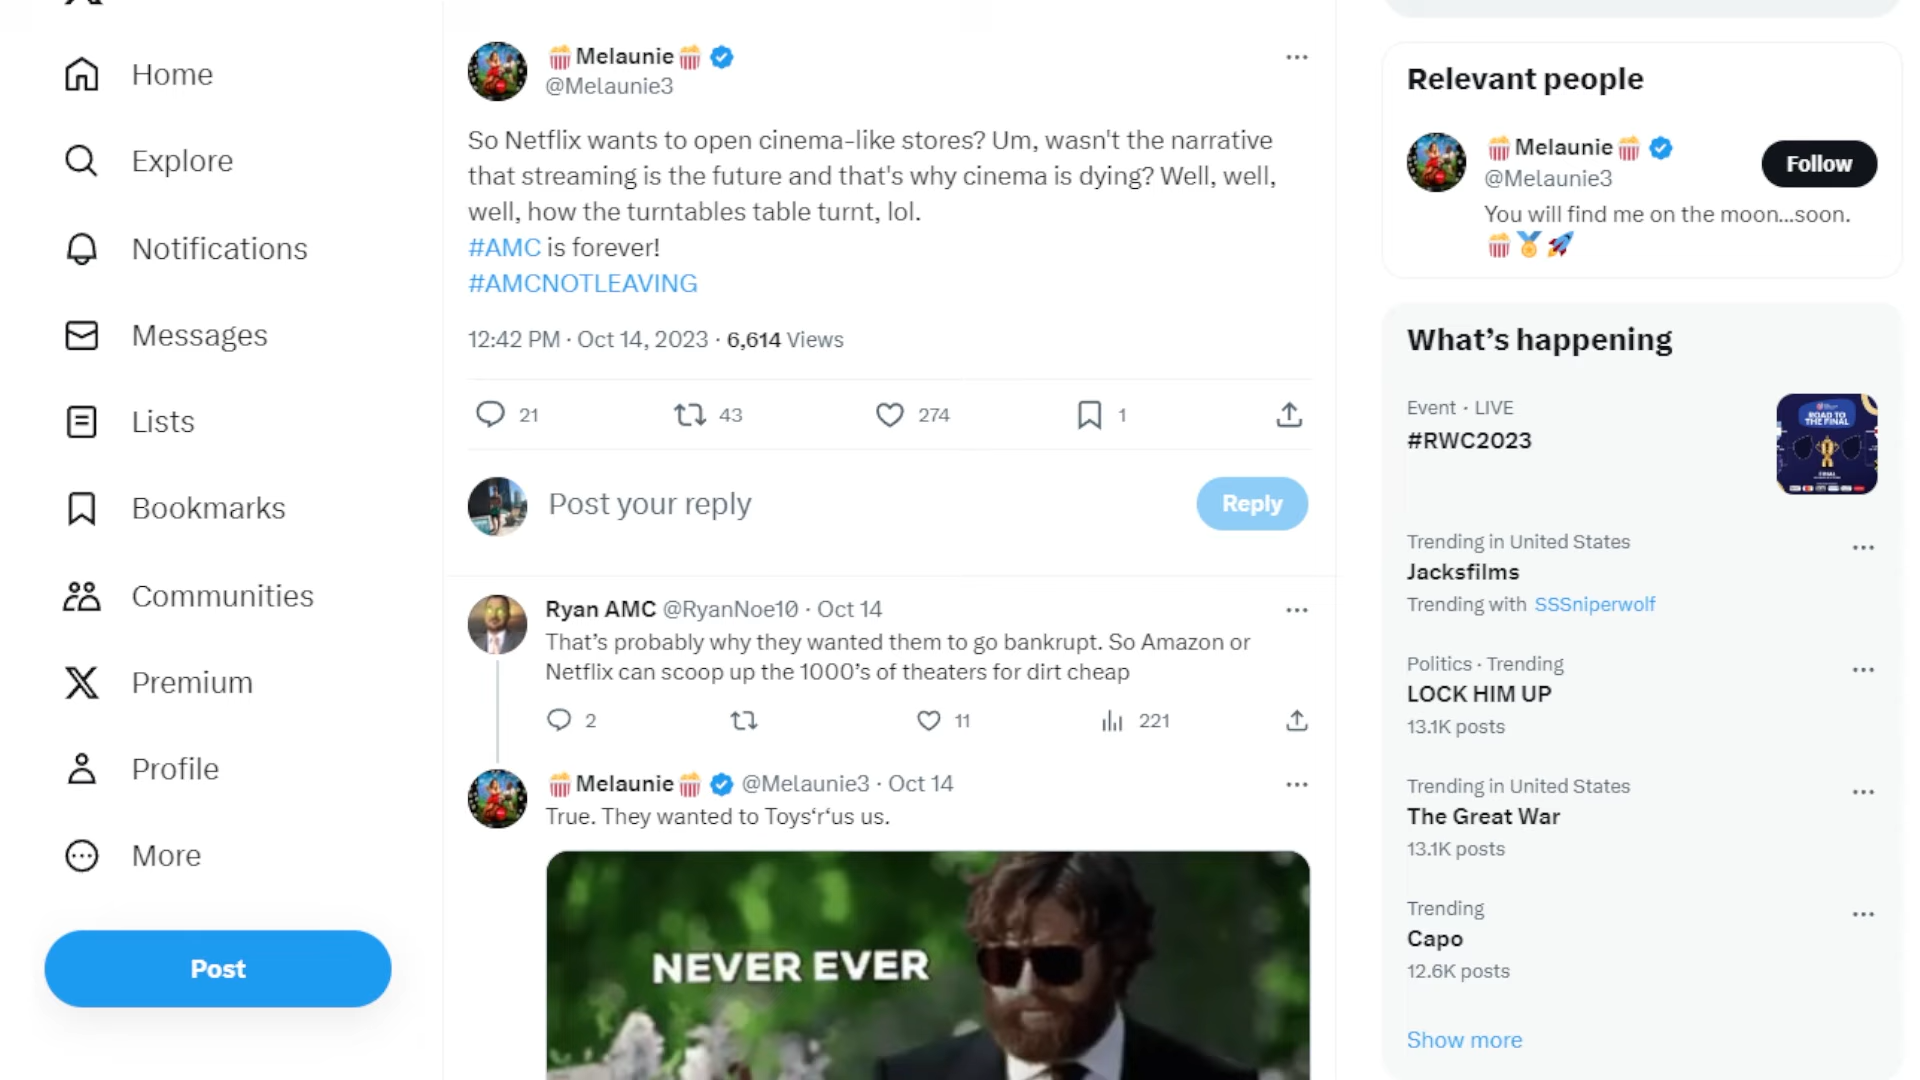 Home
Explore
Notifications
Messages
Lists
Bookmarks
Communities
Premium
Profile
More
Post
🍿Melaunie🍿
@Melaunie3
So Netflix wants to open cinema-like stores? Um, wasn't the narrative
that streaming is the future and that's why cinema is dying? Well, well,
well, how the turntables table turnt, lol.
#AMC is forever!
#AMCNOTLEAVING
12:42 PM · Oct 14, 2023 · 6,614 Views
21 43 274 1
Post your reply
Reply
Ryan AMC @RyanNoe10 · Oct 14
That’s probably why they wanted them to go bankrupt. So Amazon or
Netflix can scoop up the 1000’s of theaters for dirt cheap
2 11 221
🍿Melaunie🍿 @Melaunie3 · Oct 14
True. They wanted to Toys‘r‘us us.
NEVER EVER
Relevant people
🍿Melaunie🍿
@Melaunie3
Follow
You will find me on the moon...soon.
🍿🏅🚀
What’s happening
Event · LIVE
#RWC2023
ROAD TO
THE FINAL
Trending in United States
Jacksfilms
Trending with SSSniperwolf
Politics · Trending
LOCK HIM UP
13.1K posts
Trending in United States
The Great War
13.1K posts
Trending
Capo
12.6K posts
Show more